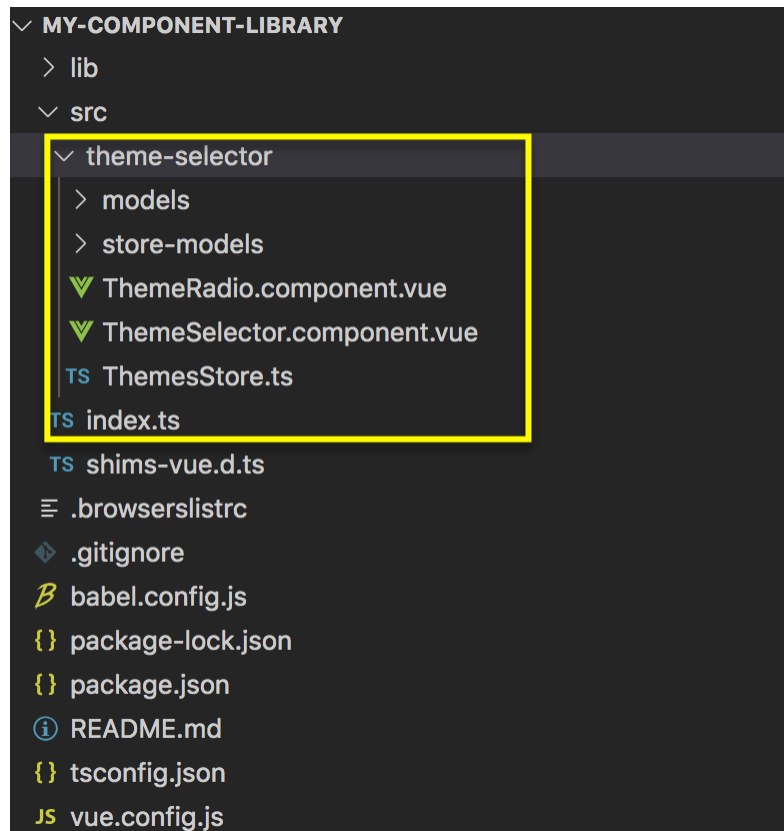 MY-COMPONENT-LIBRARY
lib
src
theme-selector
models
store-models
ThemeRadio.component.vue
ThemeSelector.component.vue
TS ThemesStore.ts
TS index.ts
TS shims-vue.d.ts
.browserslistrc
.gitignore
babel.config.js
{} package-lock.json
{} package.json
README.md
{} tsconfig.json
JS vue.config.js